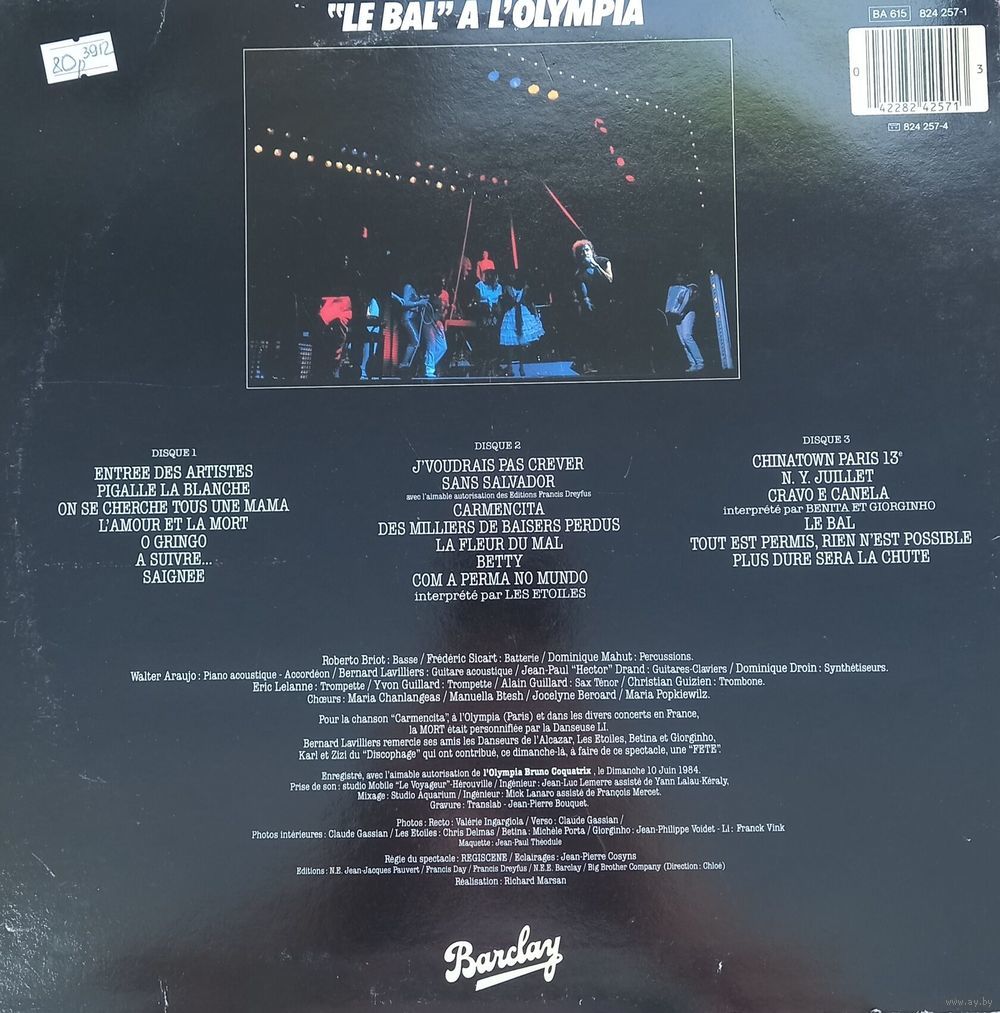 "LE BAL" A L'OLYMPIA
BA 615 824 257-1
80p 3912
0 42282 42571 3
824 257-4
DISQUE 1
ENTREE DES ARTISTES
PIGALLE LA BLANCHE
ON SE CHERCHE TOUS UNE MAMA
L'AMOUR ET LA MORT
O GRINGO
A SUIVRE...
SAIGNEE
DISQUE 2
J'VOUDRAIS PAS CREVER
SANS SALVADOR
avec l'aimable autorisation des Editions Francis Dreyfus
CARMENCITA
DES MILLIERS DE BAISERS PERDUS
LA FLEUR DU MAL
BETTY
COM A PERMA NO MUNDO
interprété par LES ETOILES
DISQUE 3
CHINATOWN PARIS 13e
N. Y. JUILLET
CRAVO E CANELA
interprété par BENITA ET GIORGINHO
LE BAL
TOUT EST PERMIS, RIEN N'EST POSSIBLE
PLUS DURE SERA LA CHUTE
Roberto Briot : Basse / Frédéric Sicart : Batterie / Dominique Mahut : Percussions.
Walter Araujo : Piano acoustique - Accordéon / Bernard Lavilliers : Guitare acoustique / Jean-Paul "Hector" Drand : Guitares-Claviers / Dominique Droin : Synthétiseurs.
Eric Lelanne : Trompette / Yvon Guillard : Trompette / Alain Guillard : Sax Ténor / Christian Guizien : Trombone.
Chœurs : Maria Chanlangeas / Manuella Btesh / Jocelyne Beroard / Maria Popkiewilz.
Pour la chanson "Carmencita", à l'Olympia (Paris) et dans les divers concerts en France,
la MORT était personnifiée par la Danseuse LI.
Bernard Lavilliers remercie ses amis les Danseurs de l'Alcazar, Les Etoiles, Betina et Giorginho,
Karl et Zizi du "Discophage" qui ont contribué, ce dimanche-là, à faire de ce spectacle, une "FETE".
Enregistré, avec l'aimable autorisation de l'Olympia Bruno Coquatrix , le Dimanche 10 Juin 1984.
Prise de son : studio Mobile "Le Voyageur"-Hérouville / Ingénieur : Jean-Luc Lemerre assisté de Yann Lalau-Kéraly,
Mixage : Studio Aquarium / Ingénieur : Mick Lanaro assisté de François Mercet.
Gravure : Translab - Jean-Pierre Bouquet.
Photos : Recto : Valérie Ingargiola / Verso : Claude Gassian /
Photos intérieures : Claude Gassian / Les Etoiles : Chris Delmas / Betina : Michèle Porta / Giorginho : Jean-Philippe Voidet - Li : Franck Vink
Maquette : Jean-Paul Théodule
Régie du spectacle : REGISCENE / Eclairages : Jean-Pierre Cosyns
Editions : N.E. Jean-Jacques Pauvert / Francis Day / Francis Dreyfus / N.E.E. Barclay / Big Brother Company (Direction : Chloé)
Réalisation : Richard Marsan
Barclay
www.ay.by